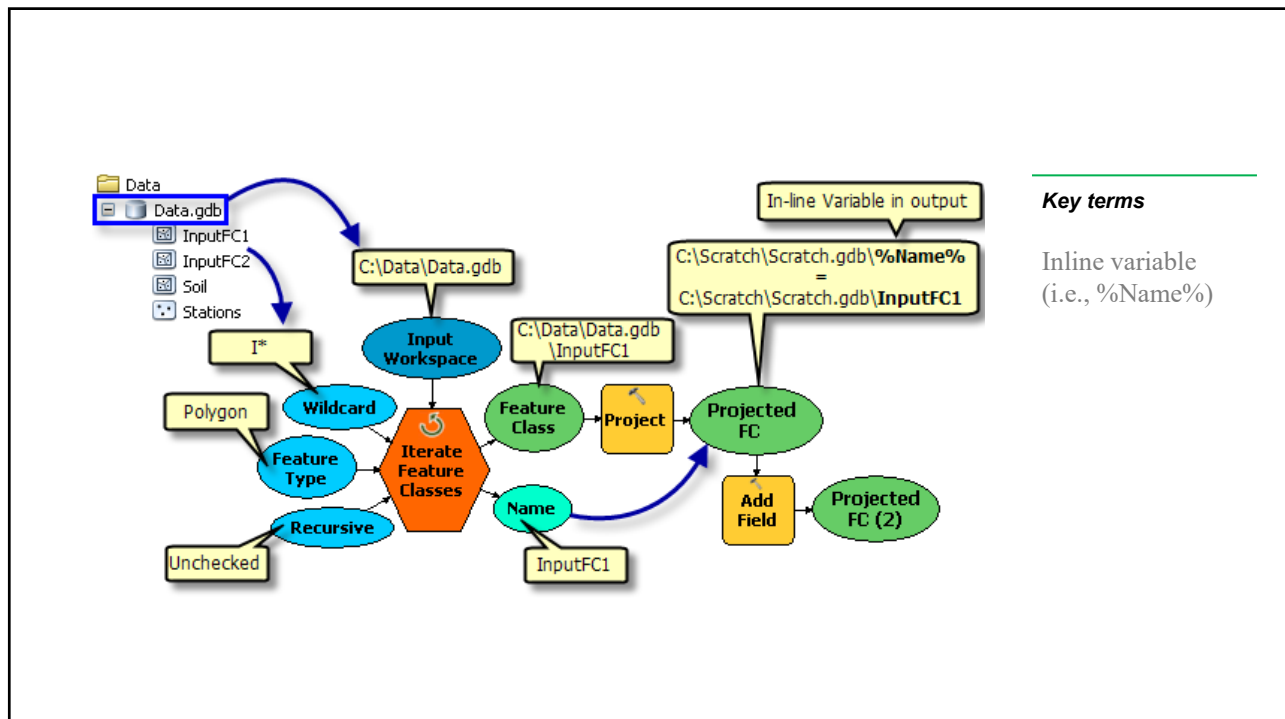 Data
Data.gdb
InputFC1
InputFC2
Soil
Stations
I*
Polygon
Unchecked
Wildcard
Feature
Type
Recursive
C:\Data\Data.gdb
Input
Workspace
Iterate
Feature
Classes
C:\Data\Data.gdb
\InputFC1
Feature
Class
Name
InputFC1
Project
In-line Variable in output
C:\Scratch\Scratch.gdb\%Name%
=
C:\Scratch\Scratch.gdb\InputFC1
Projected
FC
Add
Field
Projected
FC (2)
Key terms
Inline variable
(i.e., %Name%)